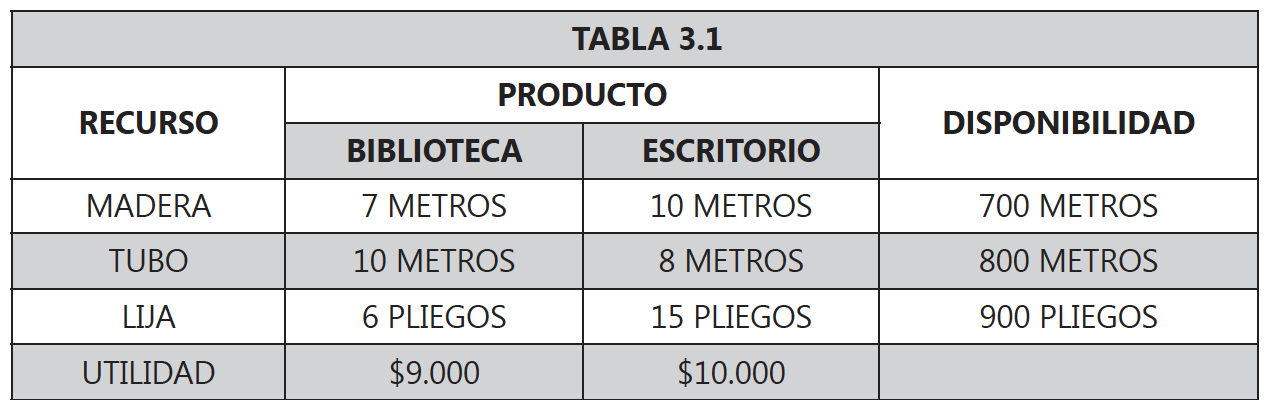 TABLA 3.1
RECURSO
PRODUCTO
DISPONIBILIDAD
BIBLIOTECA
ESCRITORIO
MADERA
7 METROS
10 METROS
700 METROS
TUBO
10 METROS
8 METROS
800 METROS
LIJA
6 PLIEGOS
15 PLIEGOS
900 PLIEGOS
UTILIDAD
$9.000
$10.000